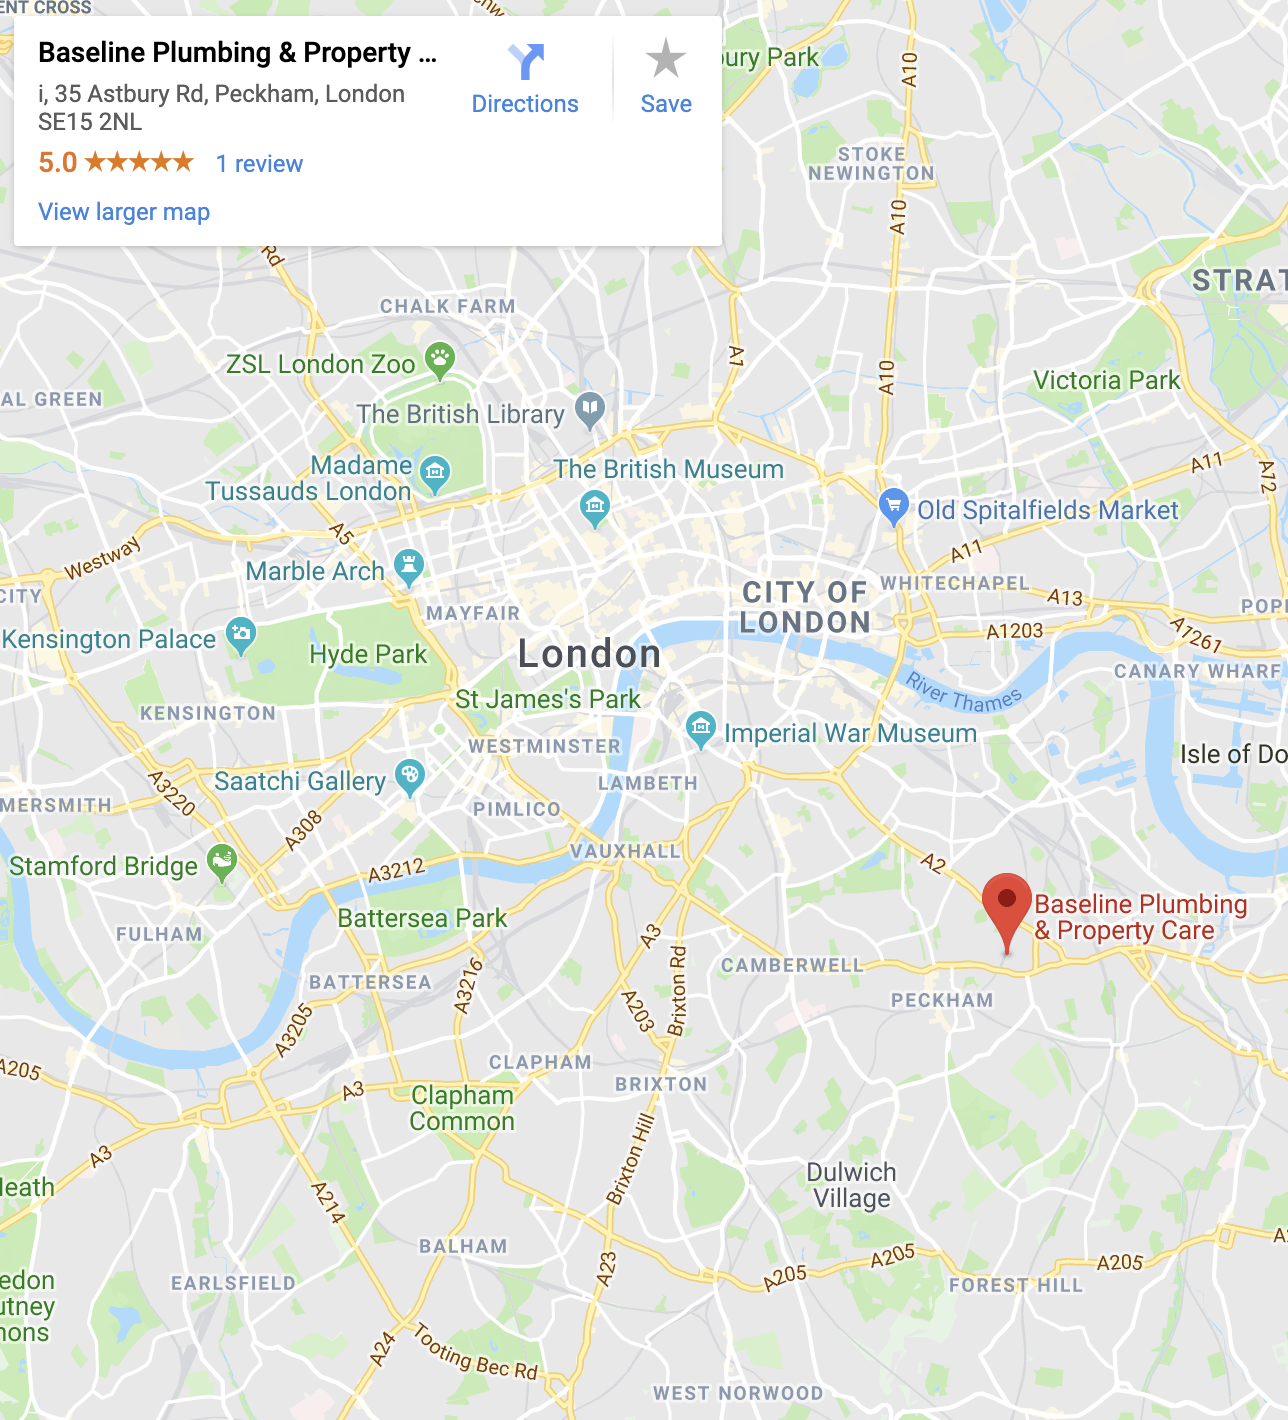 ENT CROSS
Baseline Plumbing & Property ...
i, 35 Astbury Rd, Peckham, London
SE15 2NL
5.0 ★★★★★ 1 review
View larger map
Directions
Save
ury Park
A10
STOKE
NEWINGTON
A10
Rd
STRAT
CHALK FARM
ZSL London Zoo
A1
A10
Victoria Park
AL GREEN
The British Library
Madame
Tussauds London
The British Museum
A11
A12
Old Spitalfields Market
A5
Westway
A11
Marble Arch
CITY
MAYFAIR
CITY OF
LONDON
WHITECHAPEL
A13
POP
Kensington Palace
Hyde Park
London
A1203
A1261
CANARY WHARF
River Thames
St James's Park
KENSINGTON
WESTMINSTER
Imperial War Museum
Isle of Do
Saatchi Gallery
LAMBETH
A3220
MERSMITH
PIMLICO
A308
VAUXHALL
Stamford Bridge
A3212
A2
Baseline Plumbing
& Property Care
Battersea Park
FULHAM
A3
CAMBERWELL
BATTERSEA
A3216
Brixton Rd
PECKHAM
A203
A3205
A205
CLAPHAM
BRIXTON
A3
Clapham
Common
A3
Brixton Hill
Dulwich
Village
Heath
A214
BALHAM
A205
A205
A205
A2
A23
edon
utney
mons
EARLSFIELD
FOREST HILL
A24
Tooting Bec Rd
WEST NORWOOD